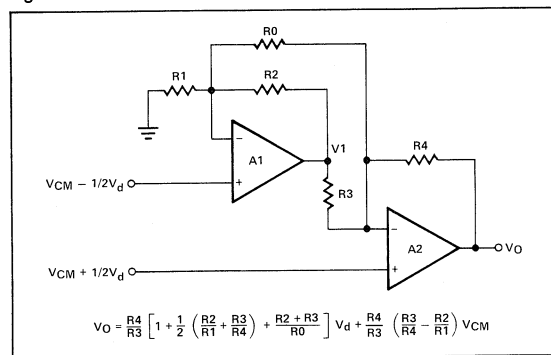 R0
R1
R2
−
A1
+
V1
R3
R4
VCM − 1/2Vd
−
A2
+
VO
VCM + 1/2Vd
VO = R4/R3 [1 + 1/2 (R2/R1 + R3/R4) + R2 + R3/R0] Vd + R4/R3 (R3/R4 − R2/R1) VCM